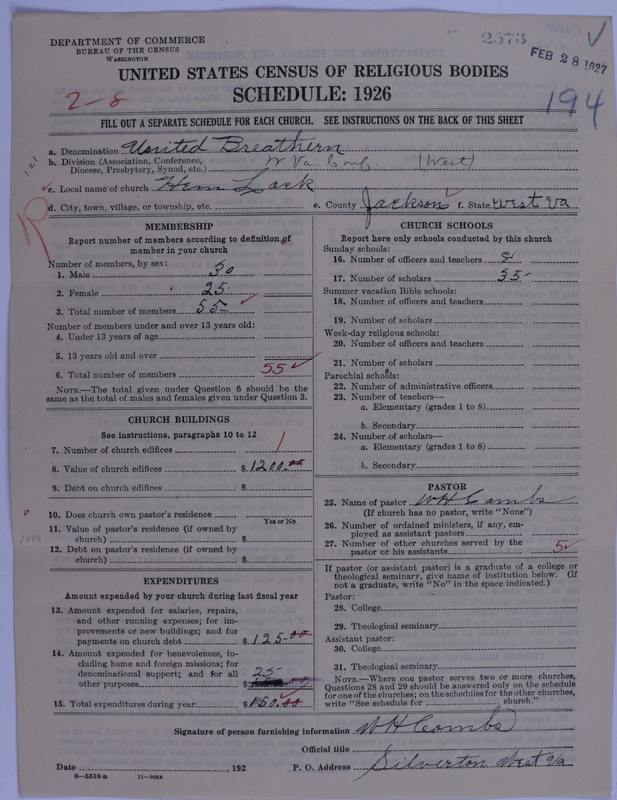 DEPARTMENT OF COMMERCE
BUREAU OF THE CENSUS
WASHINGTON
2573
FEB 28 1927
UNITED STATES CENSUS OF RELIGIOUS BODIES
2-8
SCHEDULE: 1926
194
FILL OUT A SEPARATE SCHEDULE FOR EACH CHURCH. SEE INSTRUCTIONS ON THE BACK OF THIS SHEET
a. Denomination United Breathern
b. Division (Association, Conference, Diocese, Presbytery, Synod, etc.) W Va. Conf. (West)
121
c. Local name of church Hem Lock
d. City, town, village, or township, etc. e. County Jackson f. State West Va
MEMBERSHIP
Report number of members according to definition of
member in your church
Number of members, by sex:
1. Male 30
2. Female 25
3. Total number of members 55
Number of members under and over 13 years old:
4. Under 13 years of age
5. 13 years old and over
6. Total number of members 55
NOTE.—The total given under Question 6 should be the
same as the total of males and females given under Question 3.
CHURCH BUILDINGS
See instructions, paragraphs 10 to 12
7. Number of church edifices 1
8. Value of church edifices $1200.00
9. Debt on church edifices $
10. Does church own pastor's residence
Yes or No
11. Value of pastor's residence (if owned by
church) $
12. Debt on pastor's residence (if owned by
church) $
EXPENDITURES
Amount expended by your church during last fiscal year
13. Amount expended for salaries, repairs,
and other running expenses; for im-
provements or new buildings; and for
payments on church debt $125.00
14. Amount expended for benevolences, in-
cluding home and foreign missions; for
denominational support; and for all
other purposes $ 25-
15. Total expenditures during year $150.00
CHURCH SCHOOLS
Report here only schools conducted by this church
Sunday schools:
16. Number of officers and teachers 8
17. Number of scholars 35
Summer vacation Bible schools:
18. Number of officers and teachers
19. Number of scholars
Week-day religious schools:
20. Number of officers and teachers
21. Number of scholars
Parochial schools:
22. Number of administrative officers
23. Number of teachers—
a. Elementary (grades 1 to 8)
b. Secondary
24. Number of scholars—
a. Elementary (grades 1 to 8)
b. Secondary
PASTOR
25. Name of pastor W H Combs
(If church has no pastor, write "None")
26. Number of ordained ministers, if any, em-
ployed as assistant pastors
27. Number of other churches served by the
pastor or his assistants 5
If pastor (or assistant pastor) is a graduate of a college or
theological seminary, give name of institution below. (If
not a graduate, write "No" in the space indicated.)
Pastor:
28. College
29. Theological seminary
Assistant pastor:
30. College
31. Theological seminary
NOTE.—Where one pastor serves two or more churches,
Questions 28 and 29 should be answered only on the schedule
for one of the churches; on the schedules for the other churches,
write "See schedule for church."
Signature of person furnishing information W H Combs
Official title
Date , 192 P. O. Address Silverton West Va
8—5518 a 11—9094